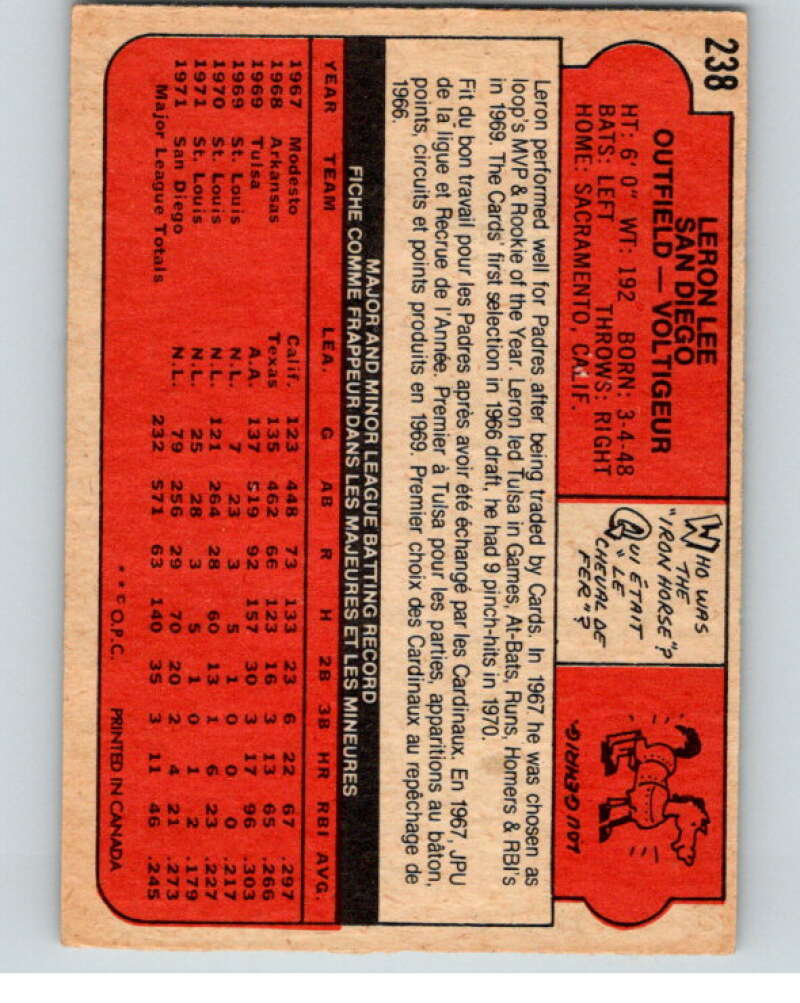 238
LERON LEE
SAN DIEGO
OUTFIELD — VOLTIGEUR
HT: 6' 0" WT: 192 BORN: 3-4-48
BATS: LEFT THROWS: RIGHT
HOME: SACRAMENTO, CALIF.
WHO WAS
THE
"IRON HORSE"?
QUI ÉTAIT
"LE
CHEVAL DE
FER"?
LOU GEHRIG
Leron performed well for Padres after being traded by Cards. In 1967 he was chosen as
loop's MVP & Rookie of the Year. Leron led Tulsa in Games, At-Bats, Runs, Homers & RBI's
in 1969. The Cards' first selection in 1966 draft, he had 9 pinch-hits in 1970.
Fit du bon travail pour les Padres après avoir été échangé par les Cardinaux. En 1967, JPU
de la ligue et Recrue de l'Année. Premier à Tulsa pour les parties, apparitions au bâton,
points, circuits et points produits en 1969. Premier choix des Cardinaux au repêchage de
1966.
MAJOR AND MINOR LEAGUE BATTING RECORD
FICHE COMME FRAPPEUR DANS LES MAJEURES ET LES MINEURES
YEAR TEAM LEA. G AB R H 2B 3B HR RBI AVG.
1967 Modesto Calif. 123 448 73 133 23 6 22 67 .297
1968 Arkansas Texas 135 462 66 123 16 3 13 65 .266
1969 Tulsa A.A. 137 519 92 157 30 3 17 96 .303
1969 St. Louis N.L. 7 23 3 5 1 0 0 0 .217
1970 St. Louis N.L. 121 264 28 60 13 1 6 23 .227
1971 St. Louis N.L. 25 28 3 5 1 0 1 2 .179
1971 San Diego N.L. 79 256 29 70 20 2 4 21 .273
Major League Totals 232 571 63 140 35 3 11 46 .245
* * © O.P.C. PRINTED IN CANADA